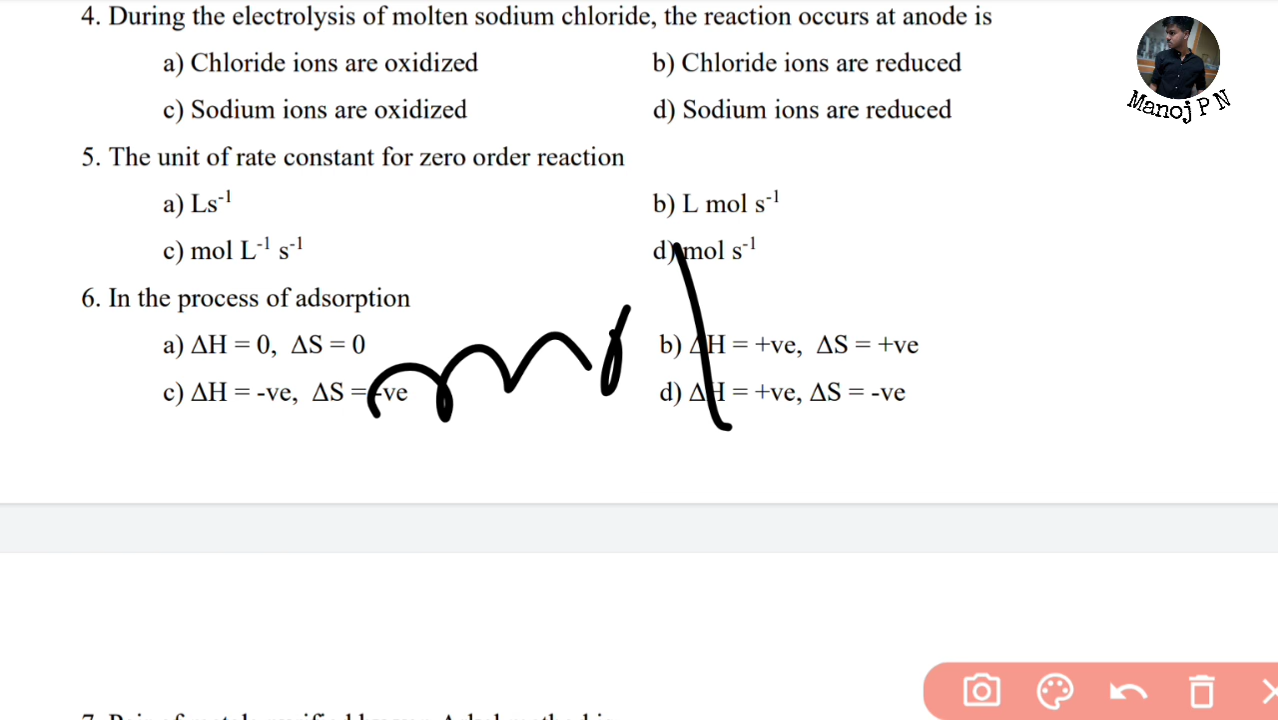 4. During the electrolysis of molten sodium chloride, the reaction occurs at anode is
a) Chloride ions are oxidized b) Chloride ions are reduced
c) Sodium ions are oxidized d) Sodium ions are reduced
5. The unit of rate constant for zero order reaction
a) Ls⁻¹ b) L mol s⁻¹
c) mol L⁻¹ s⁻¹ d) mol s⁻¹
6. In the process of adsorption
a) ΔH = 0, ΔS = 0 b) ΔH = +ve, ΔS = +ve
c) ΔH = -ve, ΔS = -ve d) ΔH = +ve, ΔS = -ve
mol
Manoj P N